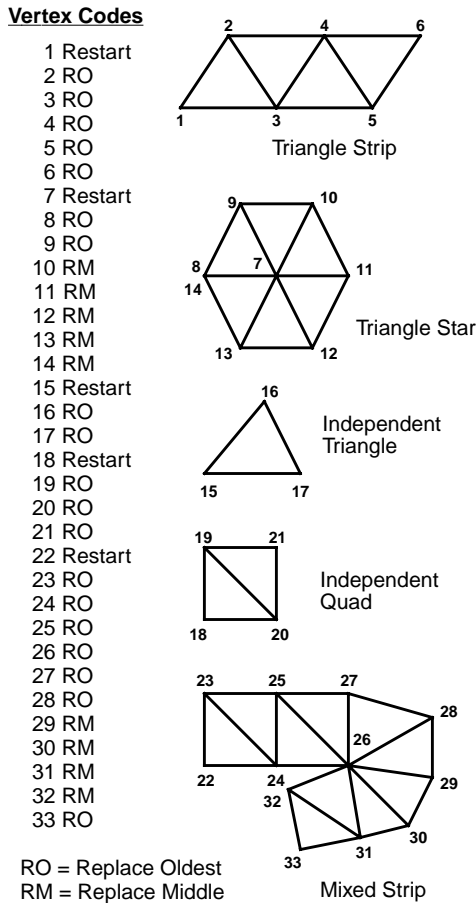 Vertex Codes
1 Restart
2 RO
3 RO
4 RO
5 RO
6 RO
7 Restart
8 RO
9 RO
10 RM
11 RM
12 RM
13 RM
14 RM
15 Restart
16 RO
17 RO
18 Restart
19 RO
20 RO
21 RO
22 Restart
23 RO
24 RO
25 RO
26 RO
27 RO
28 RO
29 RM
30 RM
31 RM
32 RM
33 RO
RO = Replace Oldest
RM = Replace Middle
2 4 6
1 3 5
Triangle Strip
9 10
8 7 11
14
13 12
Triangle Star
16
15 17
Independent
Triangle
19 21
18 20
Independent
Quad
23 25 27
28
26
22 24
29
32
30
31
33
Mixed Strip